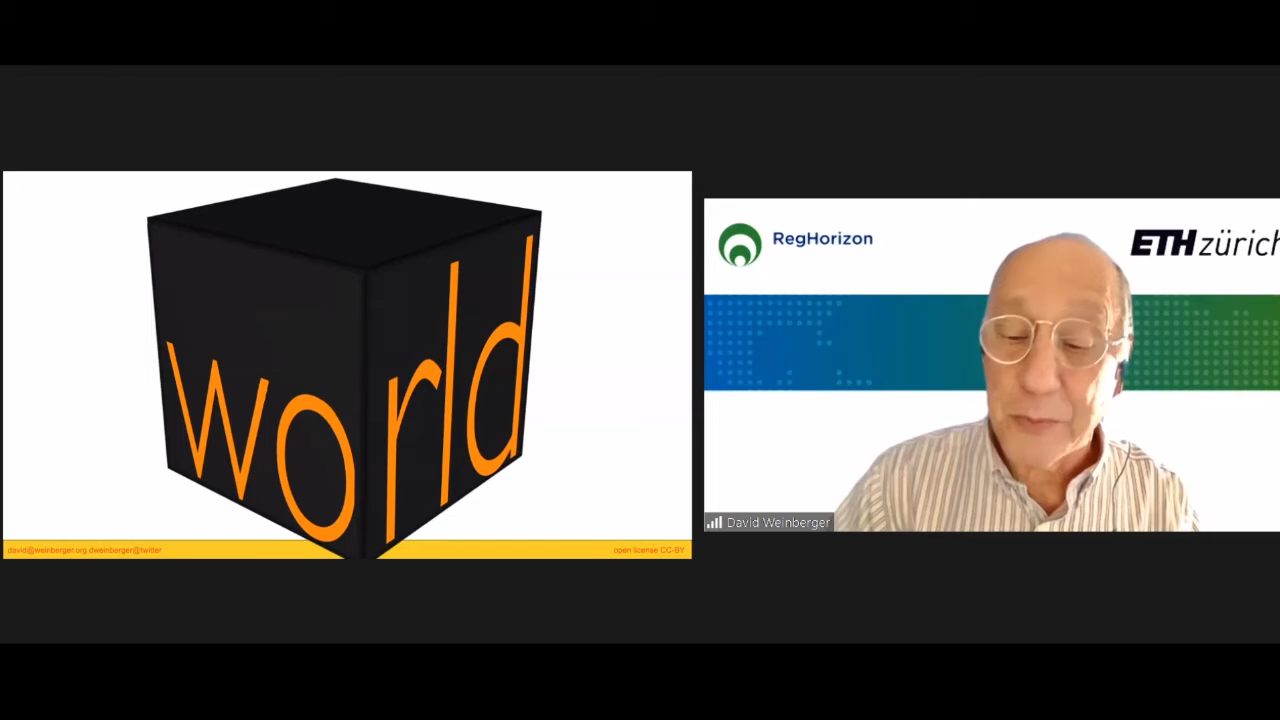 world
david@weinberger.org dweinberger@twitter
open license CC-BY
RegHorizon
ETH zürich
David Weinberger